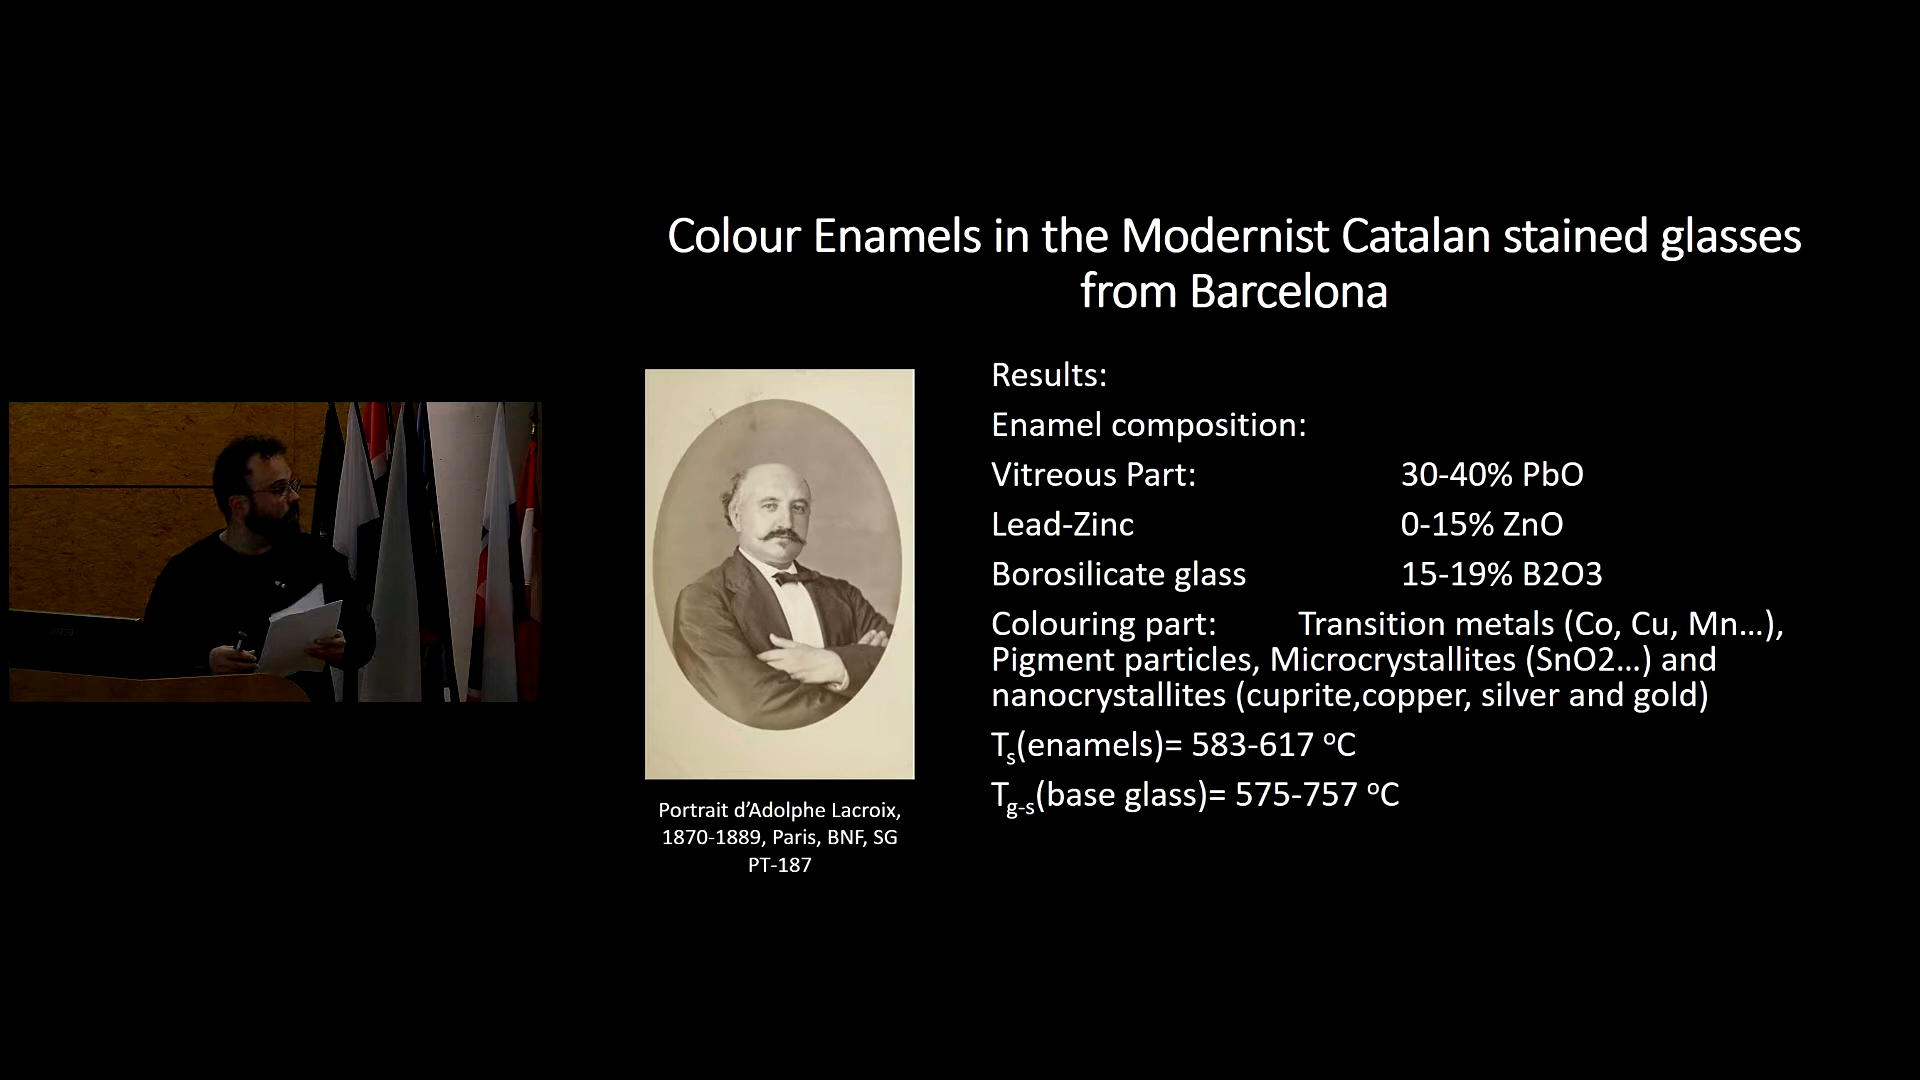 Colour Enamels in the Modernist Catalan stained glasses
from Barcelona
Results:
Enamel composition:
Vitreous Part: 30-40% PbO
Lead-Zinc 0-15% ZnO
Borosilicate glass 15-19% B2O3
Colouring part: Transition metals (Co, Cu, Mn…),
Pigment particles, Microcrystallites (SnO2…) and
nanocrystallites (cuprite,copper, silver and gold)
Ts(enamels)= 583-617 ºC
Tg-s(base glass)= 575-757 ºC
Portrait d’Adolphe Lacroix,
1870-1889, Paris, BNF, SG
PT-187